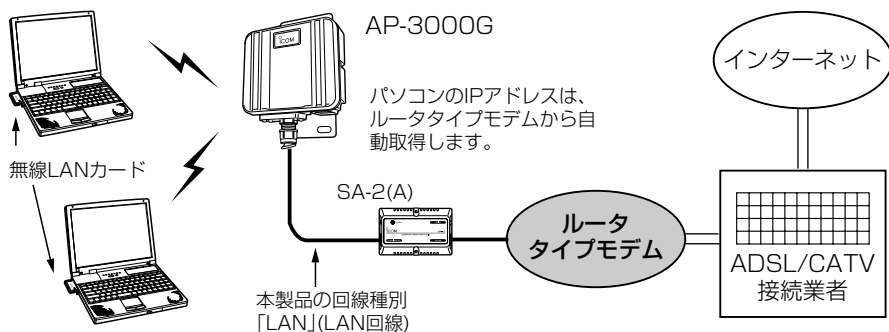 AP-3000G
ICOM
パソコンのIPアドレスは、
ルータタイプモデムから自
動取得します。
インターネット
無線LANカード
SA-2(A)
ルータ
タイプモデム
ADSL/CATV
接続業者
本製品の回線種別
「LAN」(LAN回線)